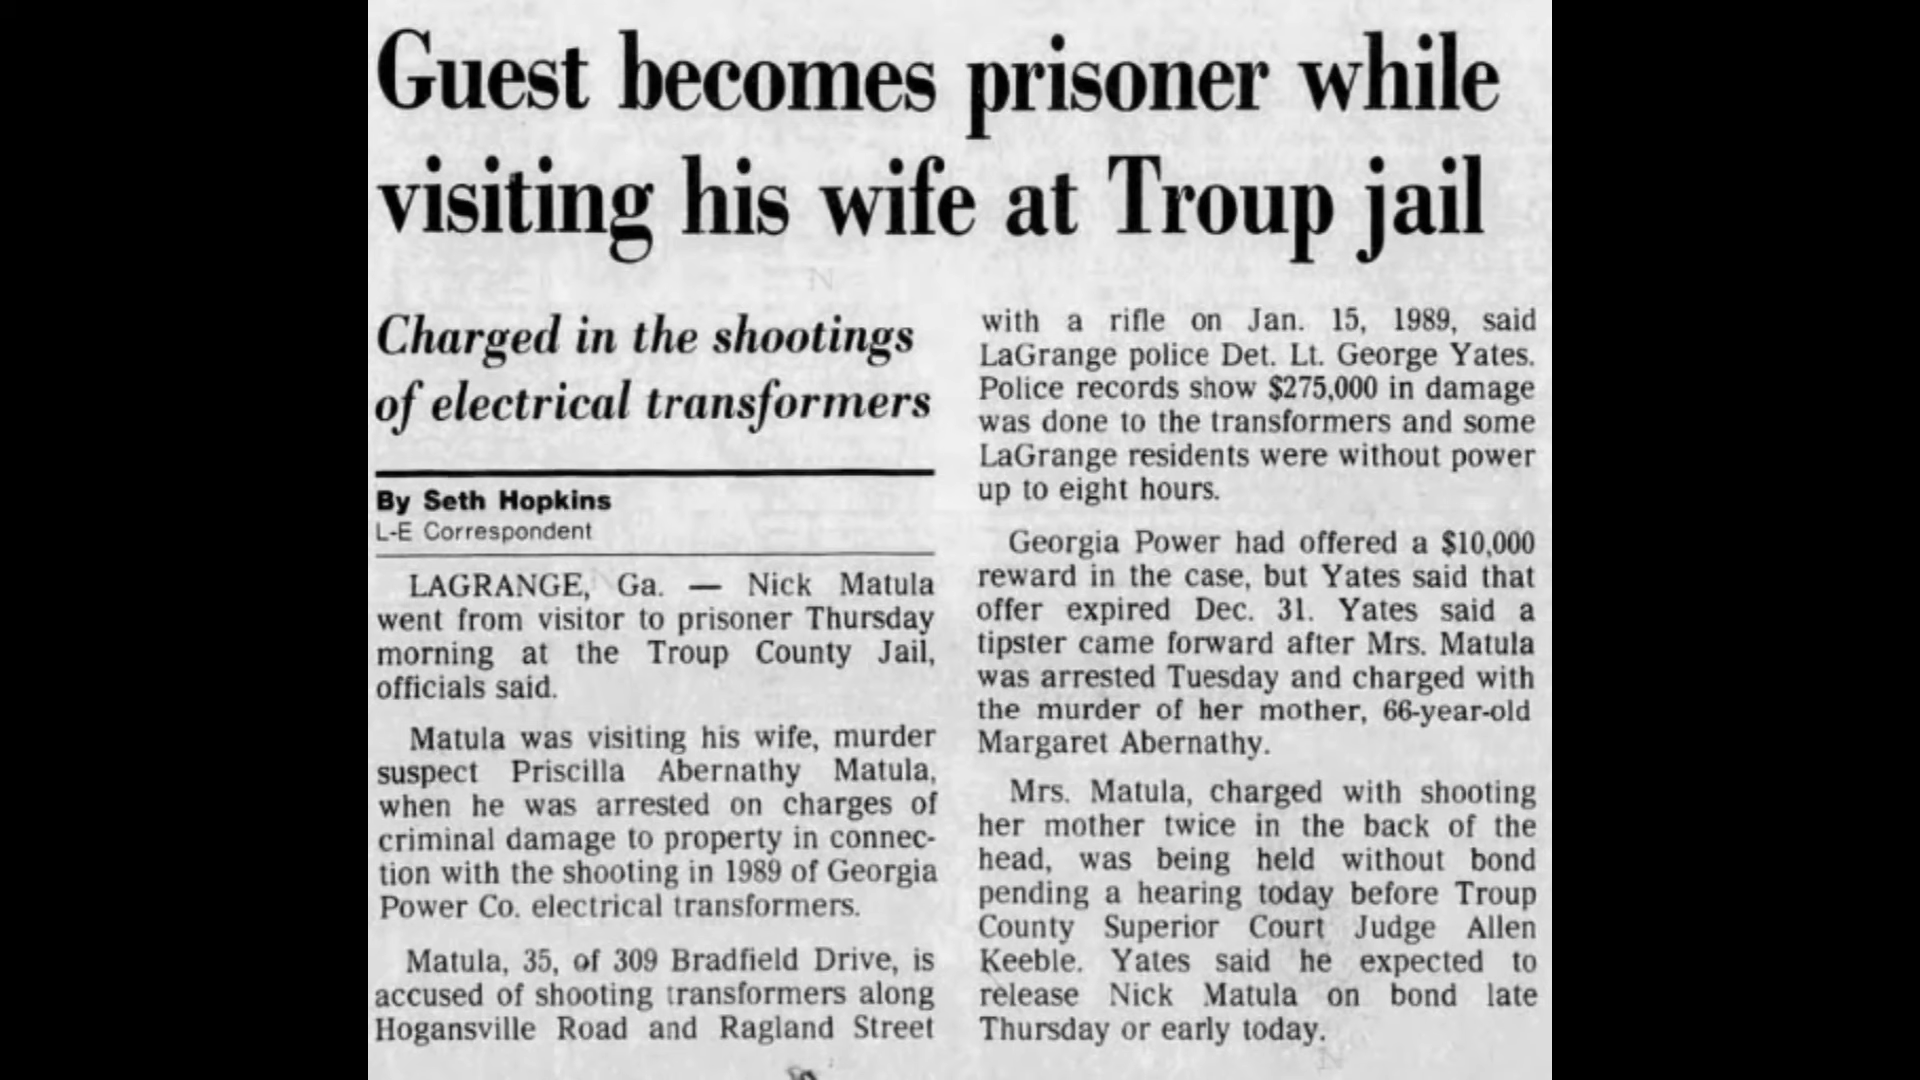 Guest becomes prisoner while
visiting his wife at Troup jail
Charged in the shootings
of electrical transformers
By Seth Hopkins
L-E Correspondent
LAGRANGE, Ga. — Nick Matula
went from visitor to prisoner Thursday
morning at the Troup County Jail,
officials said.
Matula was visiting his wife, murder
suspect Priscilla Abernathy Matula,
when he was arrested on charges of
criminal damage to property in connec-
tion with the shooting in 1989 of Georgia
Power Co. electrical transformers.
Matula, 35, of 309 Bradfield Drive, is
accused of shooting transformers along
Hogansville Road and Ragland Street
with a rifle on Jan. 15, 1989, said
LaGrange police Det. Lt. George Yates.
Police records show $275,000 in damage
was done to the transformers and some
LaGrange residents were without power
up to eight hours.
Georgia Power had offered a $10,000
reward in the case, but Yates said that
offer expired Dec. 31. Yates said a
tipster came forward after Mrs. Matula
was arrested Tuesday and charged with
the murder of her mother, 66-year-old
Margaret Abernathy.
Mrs. Matula, charged with shooting
her mother twice in the back of the
head, was being held without bond
pending a hearing today before Troup
County Superior Court Judge Allen
Keeble. Yates said he expected to
release Nick Matula on bond late
Thursday or early today.